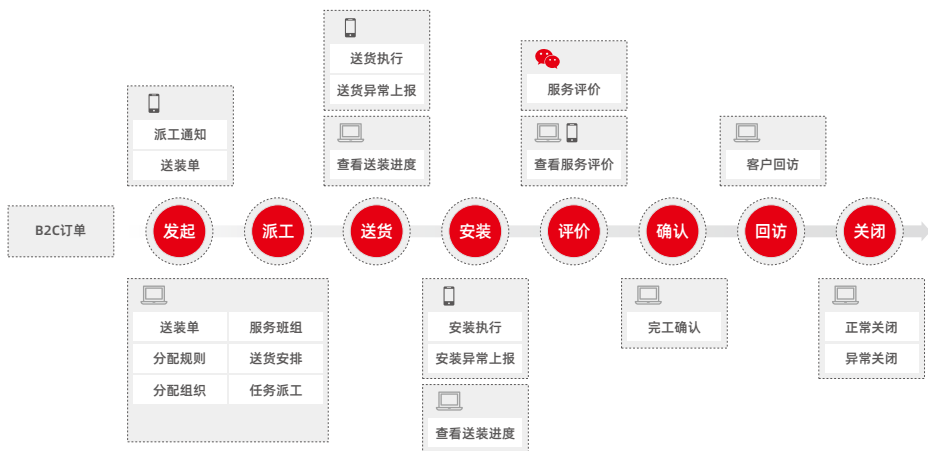 送货执行
送货异常上报
服务评价
派工通知
送装单
查看送装进度
查看服务评价
客户回访
B2C订单
发起
派工
送货
安装
评价
确认
回访
关闭
送装单
服务班组
分配规则
送货安排
分配组织
任务派工
安装执行
安装异常上报
查看送装进度
完工确认
正常关闭
异常关闭